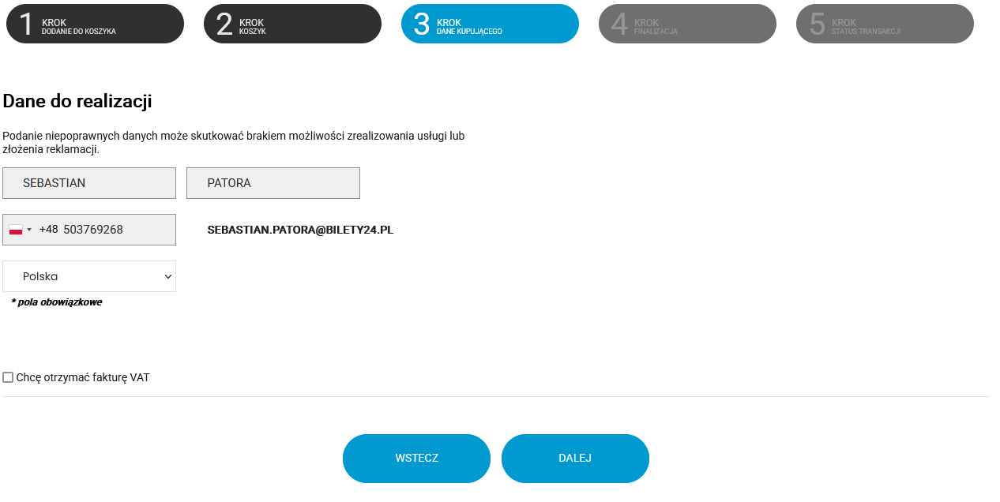 1 KROK DODANIE DO KOSZYKA
2 KROK KOSZYK
3 KROK DANE KUPUJĄCEGO
4 KROK FINALIZACJA
5 KROK STATUS TRANSAKCJI
Dane do realizacji
Podanie niepoprawnych danych może skutkować brakiem możliwości zrealizowania usługi lub
złożenia reklamacji.
SEBASTIAN PATORA
+48 503769268 SEBASTIAN.PATORA@BILETY24.PL
Polska
* pola obowiązkowe
Chcę otrzymać fakturę VAT
WSTECZ DALEJ